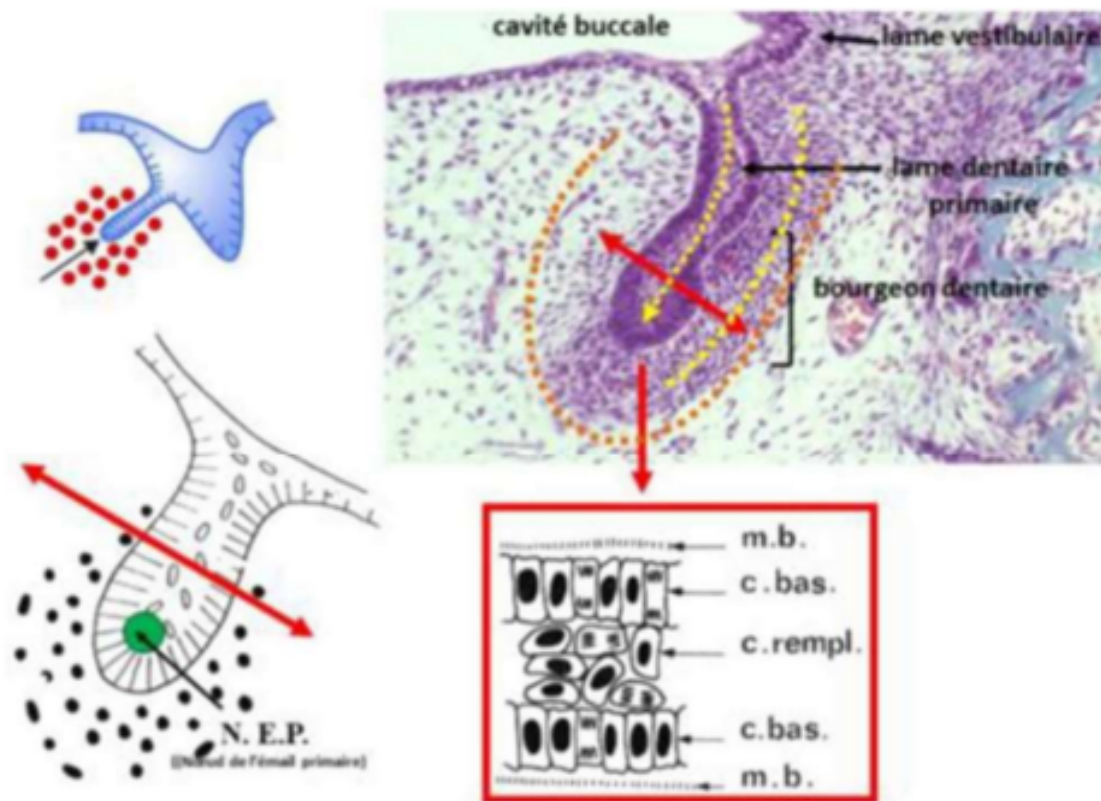 cavité buccale
lame vestibulaire
lame dentaire
primaire
bourgeon dentaire
N. E.P.
((Nœud de l'émail primaire)
m.b.
c.bas.
c.rempl.
c.bas.
m.b.